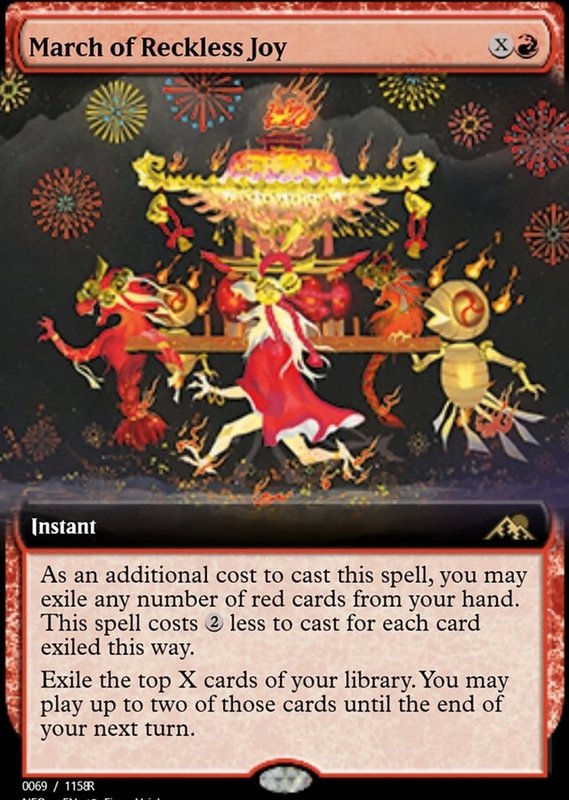 March of Reckless Joy X
Instant
As an additional cost to cast this spell, you may
exile any number of red cards from your hand.
This spell costs 2 less to cast for each card
exiled this way.
Exile the top X cards of your library. You may
play up to two of those cards until the end of
your next turn.
0069 / 1158R